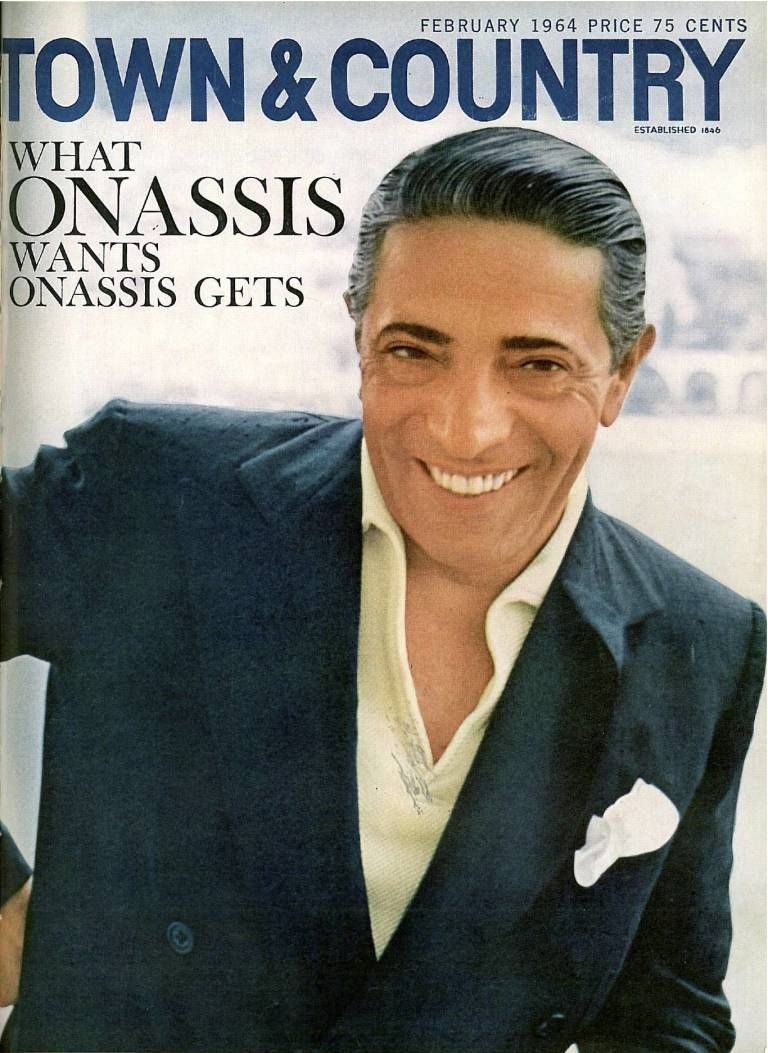 FEBRUARY 1964 PRICE 75 CENTS
TOWN & COUNTRY
ESTABLISHED 1846
WHAT
ONASSIS
WANTS
ONASSIS GETS